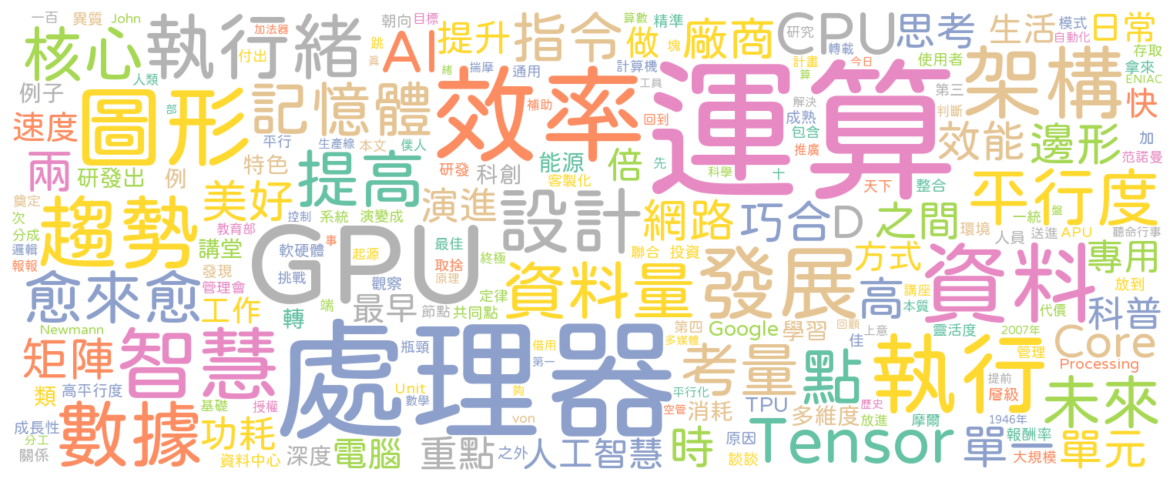 一百 異質 John 加法器 朝向 目標 算數 精準 研究 模式 自動化
核心 執行緒 付出 AI 提升 指令 做 塊 廠商 CPU 思考 生活 日常
跳 真 緒 揣摩 通用 計算機 轉載 計畫 算 今日 使用者 拿來 存取
人類 工具 ENIAC
例子 圖形 部 記憶體 效率 補助 回到 運算 解決 成熟 第三 架構 快
速度 平行 生產線 本文 僕人 研發 包含 推廣 判斷 效能 邊形 加 范諾曼
兩 研發出 例 特色 提高 科創 能源 客製化 倍 先 科學 十 天下 整合
奠定 次 趨勢 美好 控制 系統 演變成 演進 設計 網路 巧合 D 之間 環境 一統 盤 平行度
分成 邏輯 報報 講堂 教育部 事 軟硬體 起源 最佳 人員 送進 APU 聽命行事
發現 管理會 GPU 挑戰 觀察 取捨 原理 終極 聯合 投資 發展 方式 資料 專用
愈來愈 工作 轉 端 最早 節點 共同點 定律 資料量 高 講座 本質 代價 放到 科普
Newmann 瓶頸 借用 第一 第四 多媒體 Google 學習 回顧 上意 靈活度 2007年 Core
矩陣 智慧 處理器 考量 點 佳 執行 管理 Processing
類 高平行度 基礎 授權 Unit 數學 夠 平行化 空管 TPU 消耗 多維度 歷史 放進 摩爾 提前 層級 未來
成長性 數據 功耗 von 1946年 報酬率
分工 關係 資料中心 深度 電腦 重點 之外 人工智慧 時 原因 談談 Tensor 單一 大規模 單元